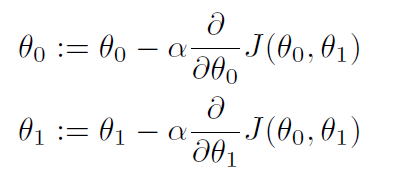 θ₀ := θ₀ − α ∂/∂θ₀ J(θ₀, θ₁)
θ₁ := θ₁ − α ∂/∂θ₁ J(θ₀, θ₁)